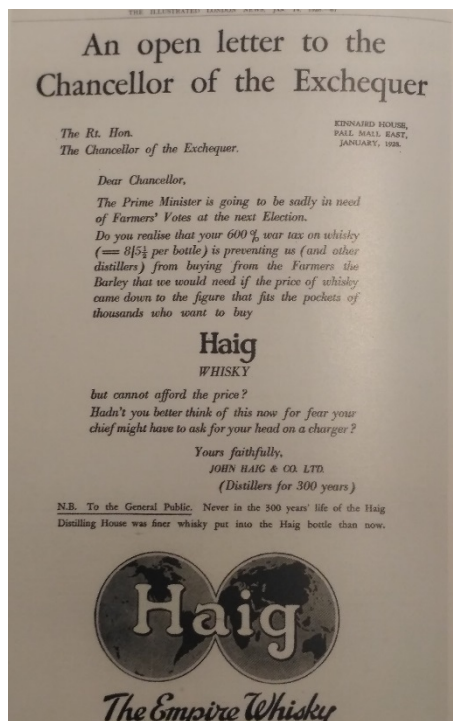 THE ILLUSTRATED LONDON NEWS, JAN.
An open letter to the
Chancellor of the Exchequer
The Rt. Hon.
The Chancellor of the Exchequer.
KINNAIRD HOUSE,
PALL MALL EAST,
JANUARY, 1928.
Dear Chancellor,
The Prime Minister is going to be sadly in need
of Farmers' Votes at the next Election.
Do you realise that your 600% war tax on whisky
(= 8/5½ per bottle) is preventing us (and other
distillers) from buying from the Farmers the
Barley that we would need if the price of whisky
came down to the figure that fits the pockets of
thousands who want to buy
Haig
WHISKY
but cannot afford the price?
Hadn't you better think of this now for fear your
chief might have to ask for your head on a charger?
Yours faithfully,
JOHN HAIG & CO. LTD.
(Distillers for 300 years)
N.B. To the General Public. Never in the 300 years' life of the Haig
Distilling House was finer whisky put into the Haig bottle than now.
Haig
The Empire Whisky